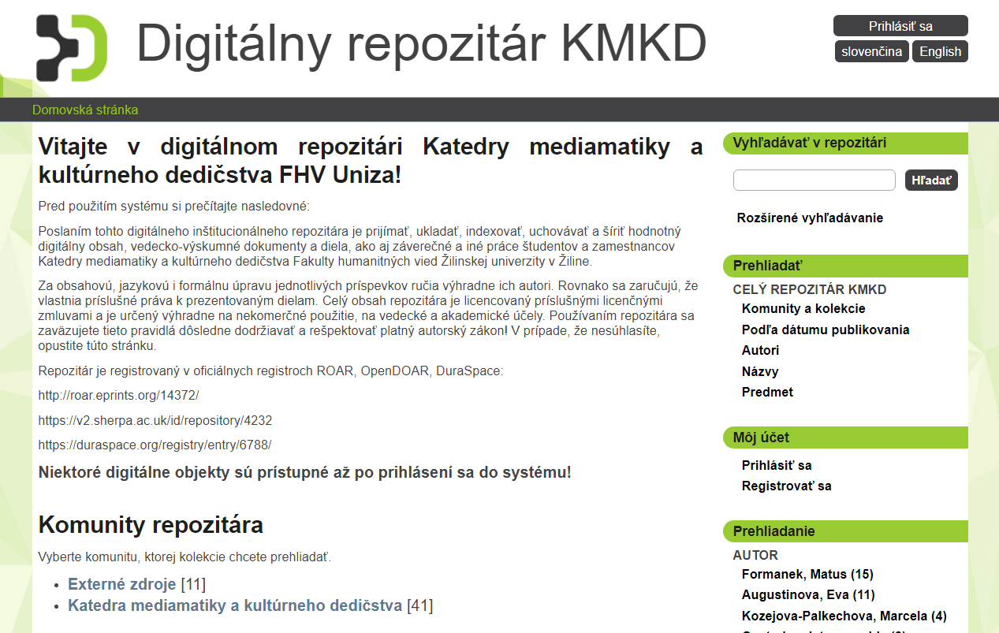 Digitálny repozitár KMKD
Prihlásiť sa
slovenčina English
Domovská stránka
Vitajte v digitálnom repozitári Katedry mediamatiky a
kultúrneho dedičstva FHV Uniza!
Pred použitím systému si prečítajte nasledovné:
Poslaním tohto digitálneho inštitucionálneho repozitára je prijímať, ukladať, indexovať, uchovávať a šíriť hodnotný
digitálny obsah, vedecko-výskumné dokumenty a diela, ako aj záverečné a iné práce študentov a zamestnancov
Katedry mediamatiky a kultúrneho dedičstva Fakulty humanitných vied Žilinskej univerzity v Žiline.
Za obsahovú, jazykovú i formálnu úpravu jednotlivých príspevkov ručia výhradne ich autori. Rovnako sa zaručujú, že
vlastnia príslušné práva k prezentovaným dielam. Celý obsah repozitára je licencovaný príslušnými licenčnými
zmluvami a je určený výhradne na nekomerčné použitie, na vedecké a akademické účely. Používaním repozitára sa
zaväzujete tieto pravidlá dôsledne dodržiavať a rešpektovať platný autorský zákon! V prípade, že nesúhlasíte,
opustite túto stránku.
Repozitár je registrovaný v oficiálnych registroch ROAR, OpenDOAR, DuraSpace:
http://roar.eprints.org/14372/
https://v2.sherpa.ac.uk/id/repository/4232
https://duraspace.org/registry/entry/6788/
Niektoré digitálne objekty sú prístupné až po prihlásení sa do systému!
Komunity repozitára
Vyberte komunitu, ktorej kolekcie chcete prehliadať.
Externé zdroje [11]
Katedra mediamatiky a kultúrneho dedičstva [41]
Vyhľadávať v repozitári
Hľadať
Rozšírené vyhľadávanie
Prehliadať
CELÝ REPOZITÁR KMKD
Komunity a kolekcie
Podľa dátumu publikovania
Autori
Názvy
Predmet
Môj účet
Prihlásiť sa
Registrovať sa
Prehliadanie
AUTOR
Formanek, Matus (15)
Augustinova, Eva (11)
Kozejova-Palkechova, Marcela (4)